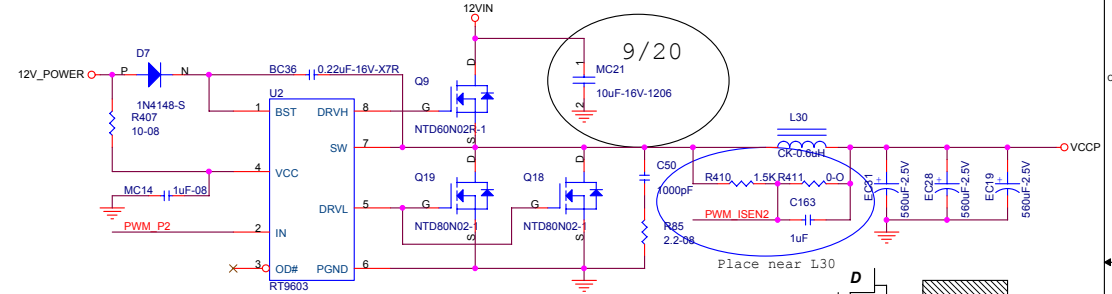 12VIN
9/20
D7
12V_POWER
P
N
BC36
0.22uF-16V-X7R
D
1
MC21
10uF-16V-1206
2
U2
Q9
1N4148-S
R407
10-08
1
BST
DRVH
8
G
NTD60N02R-1
S
L30
CK-0.6uH
SW
7
VCCP
4
VCC
D
D
C50
1000pF
R410
1.5K
R411
0-O
EC31
560uF-2.5V
EC28
560uF-2.5V
EC19
560uF-2.5V
MC14
1uF-08
Q19
Q18
DRVL
5
G
G
NTD80N02-1
NTD80N02-1
C163
1uF
PWM_ISEN2
PWM_P2
2
IN
S
S
R85
2.2-08
3
OD#
PGND
6
RT9603
Place near L30
D